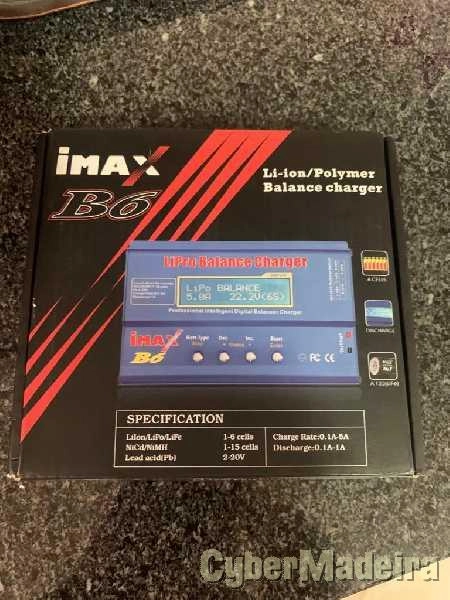 iMAX
B6
Li-ion/Polymer
Balance charger
LiPro Balance Charger
LiPo BALANCE
5.0A 22.2V(6S)
Professional Intelligent Digital Balancer Charger
iMAX
B6
Batt.Type
Stop
Dec.
Inc.
Start
Enter
CE
DISCHARGE
SPECIFICATION
LiIon/LiPo/LiFe 1-6 cells
NiCd/NiMH 1-15 cells
Lead acid(Pb) 2-20V
Charge Rate:0.1A-5A
Discharge:0.1A-1A
CyberMadeira